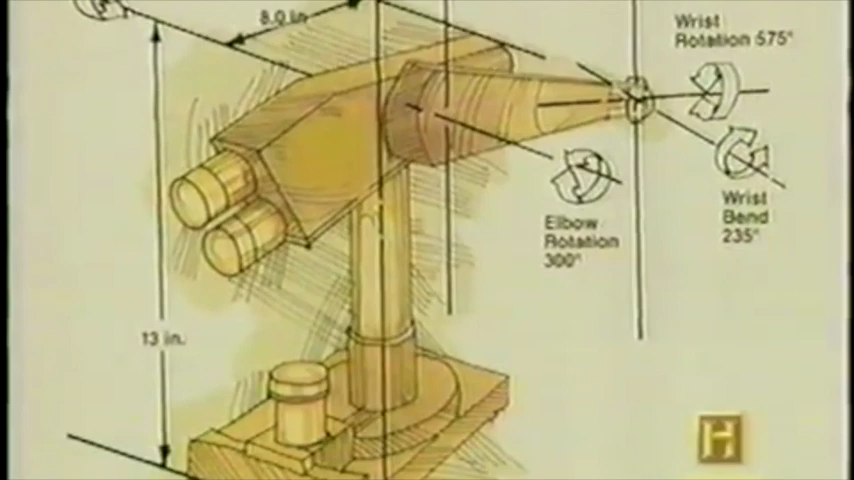 8.0 in
Wrist
Rotation 575°
Elbow
Rotation
300°
Wrist
Bend
235°
13 in.
H